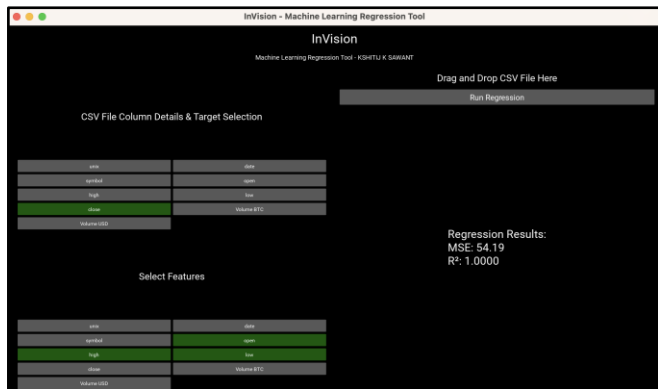 InVision - Machine Learning Regression Tool
InVision
Machine Learning Regression Tool - KSHITIJ K SAWANT
Drag and Drop CSV File Here
Run Regression
CSV File Column Details & Target Selection
unix date
symbol open
high low
close Volume BTC
Volume USD
Regression Results:
MSE: 54.19
R²: 1.0000
Select Features
unix date
symbol open
high low
close Volume BTC
Volume USD